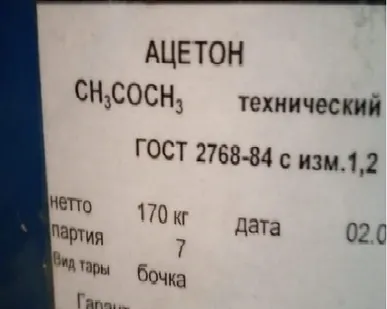 АЦЕТОН
CH₃COCH₃ технический
ГОСТ 2768-84 с изм.1,2
нетто 170 кг дата 02.0
партия 7
Вид тары бочка